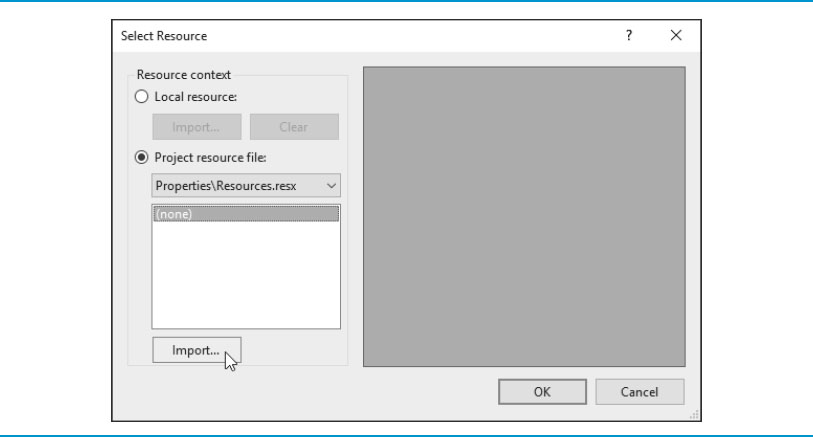 Select Resource
?
Resource context
Local resource:
Import... Clear
Project resource file:
Properties\Resources.resx
(none)
Import...
OK Cancel